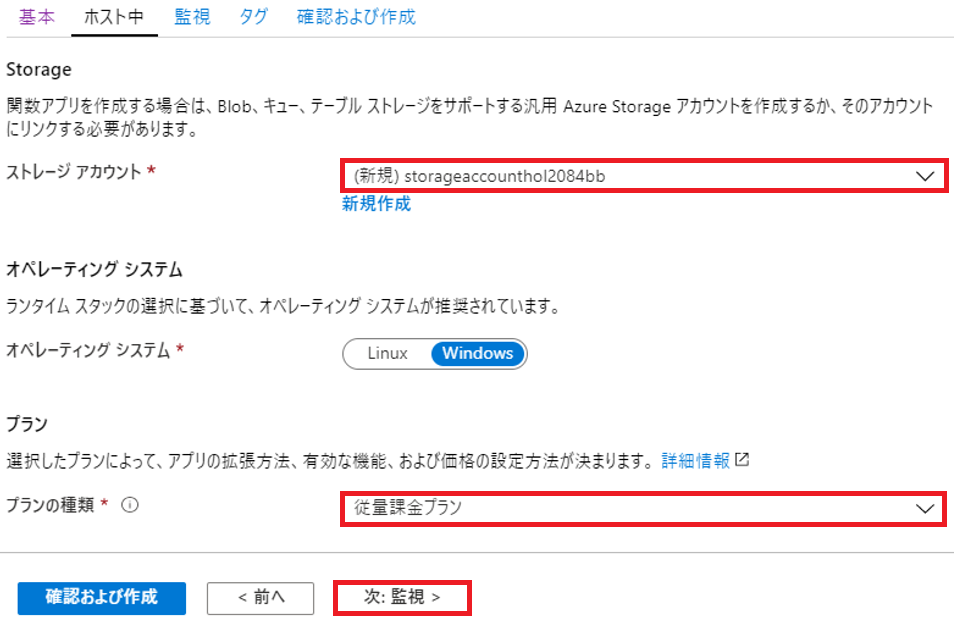 基本 ホスト中 監視 タグ 確認および作成
Storage
関数アプリを作成する場合は、Blob、キュー、テーブル ストレージをサポートする汎用 Azure Storage アカウントを作成するか、そのアカウント
にリンクする必要があります。
ストレージ アカウント * (新規) storageaccounthol2084bb
新規作成
オペレーティング システム
ランタイム スタックの選択に基づいて、オペレーティング システムが推奨されています。
オペレーティング システム * Linux Windows
プラン
選択したプランによって、アプリの拡張方法、有効な機能、および価格の設定方法が決まります。 詳細情報
プランの種類 * 従量課金プラン
確認および作成 < 前へ 次: 監視 >